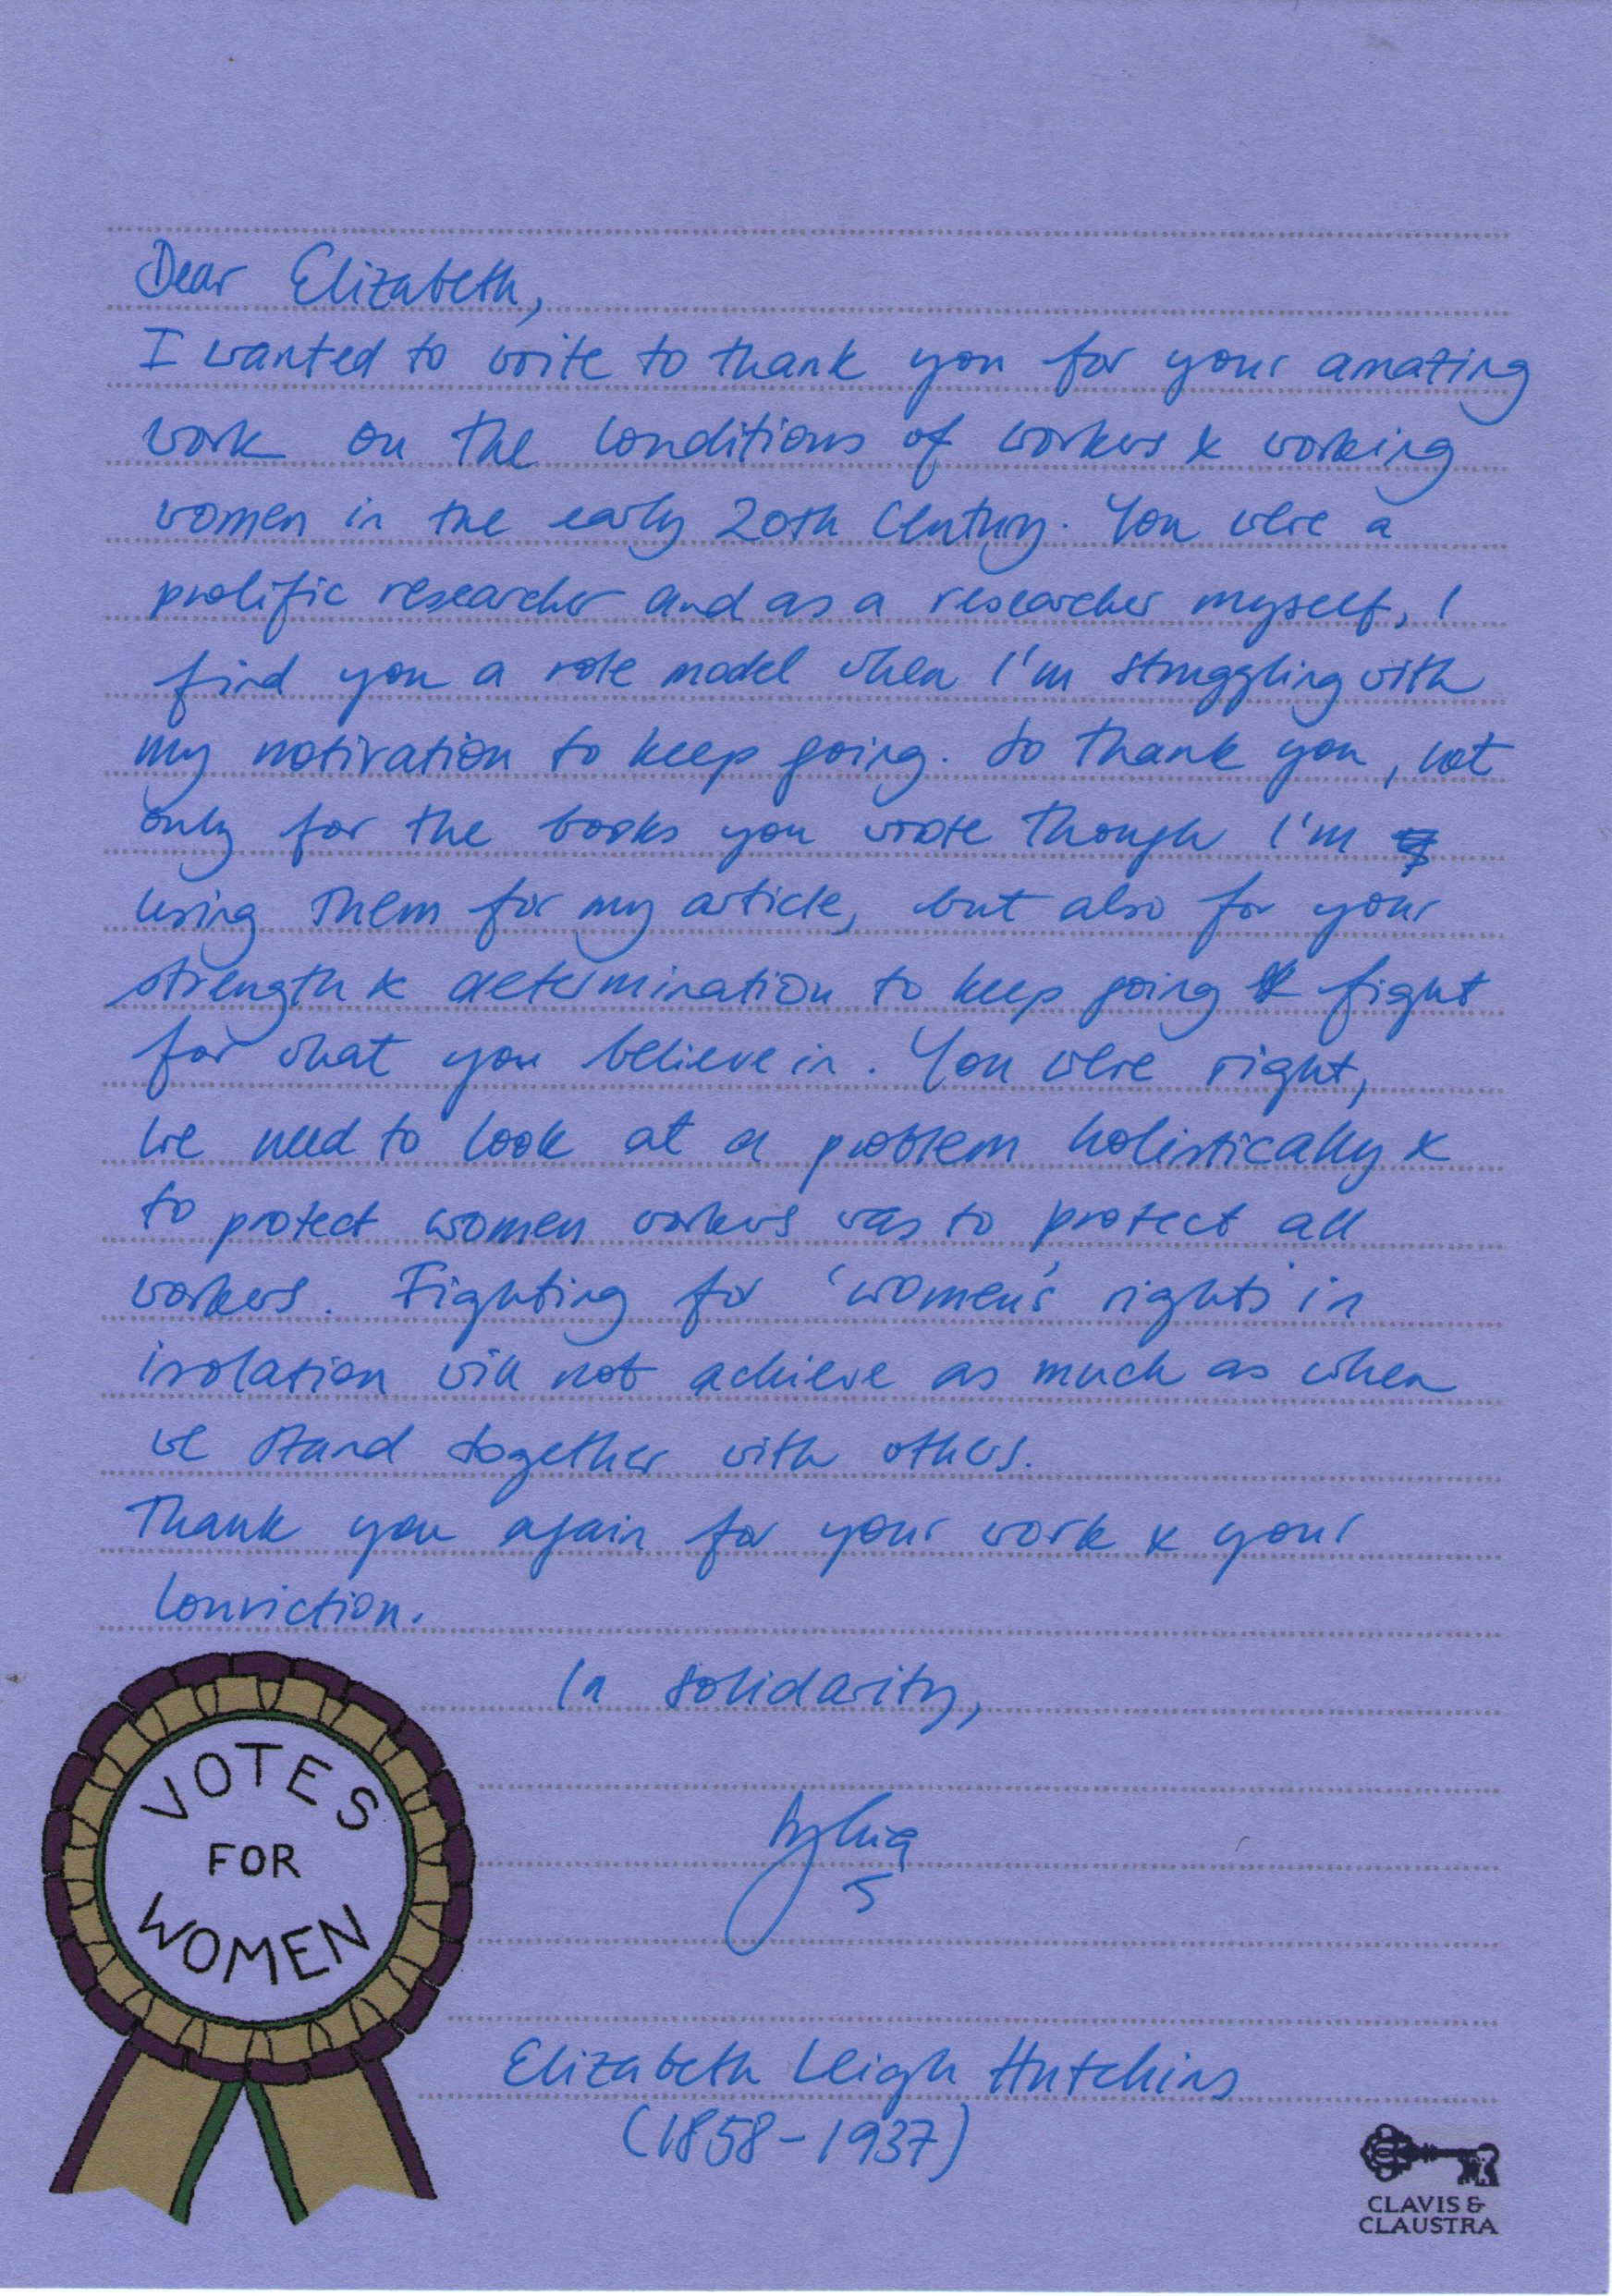 Dear Elizabeth,
I wanted to write to thank you for your amazing
work on the conditions of workers & working
women in the early 20th Century. You were a
prolific researcher and as a researcher myself, I
find you a role model when I'm struggling with
my motivation to keep going. So thank you, not
only for the books you wrote though I'm
using them for my article, but also for your
strength & determination to keep going & fight
for what you believe in. You were right,
we need to look at a problem holistically &
to protect women workers was to protect all
workers. Fighting for 'women's' rights in
isolation will not achieve as much as when
we stand together with others.
Thank you again for your work & your
conviction.
In solidarity,
VOTES
FOR
WOMEN
Elizabeth Leigh Hutchins
(1858-1937)
CLAVIS &
CLAUSTRA